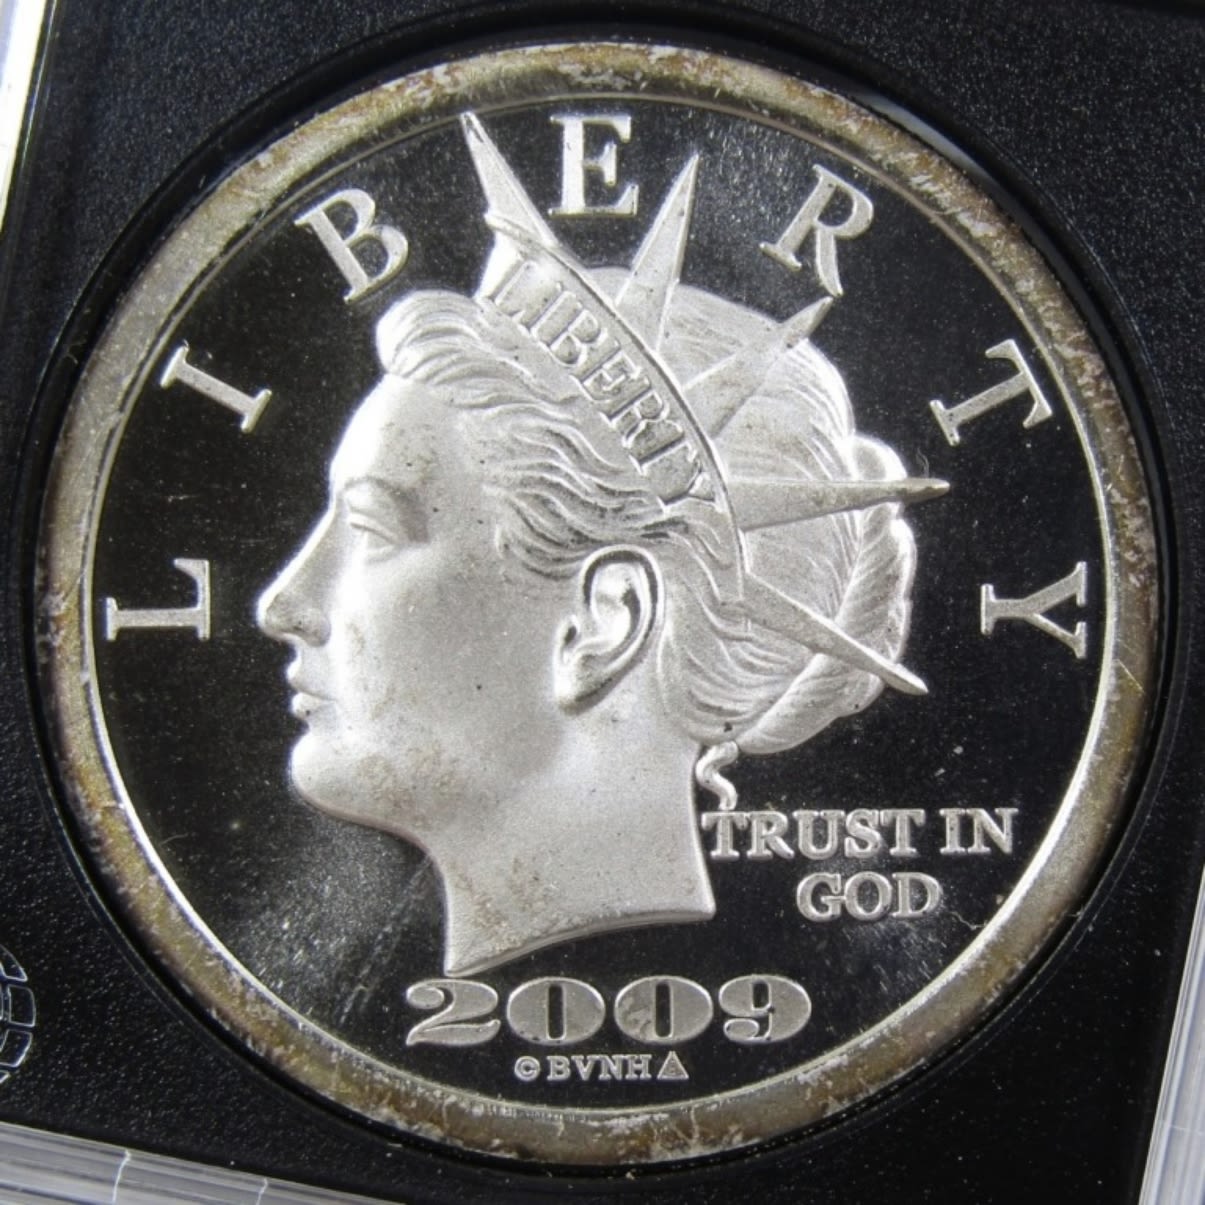 LIBERTY
LIBERTY
TRUST IN
GOD
2009
© BVNH